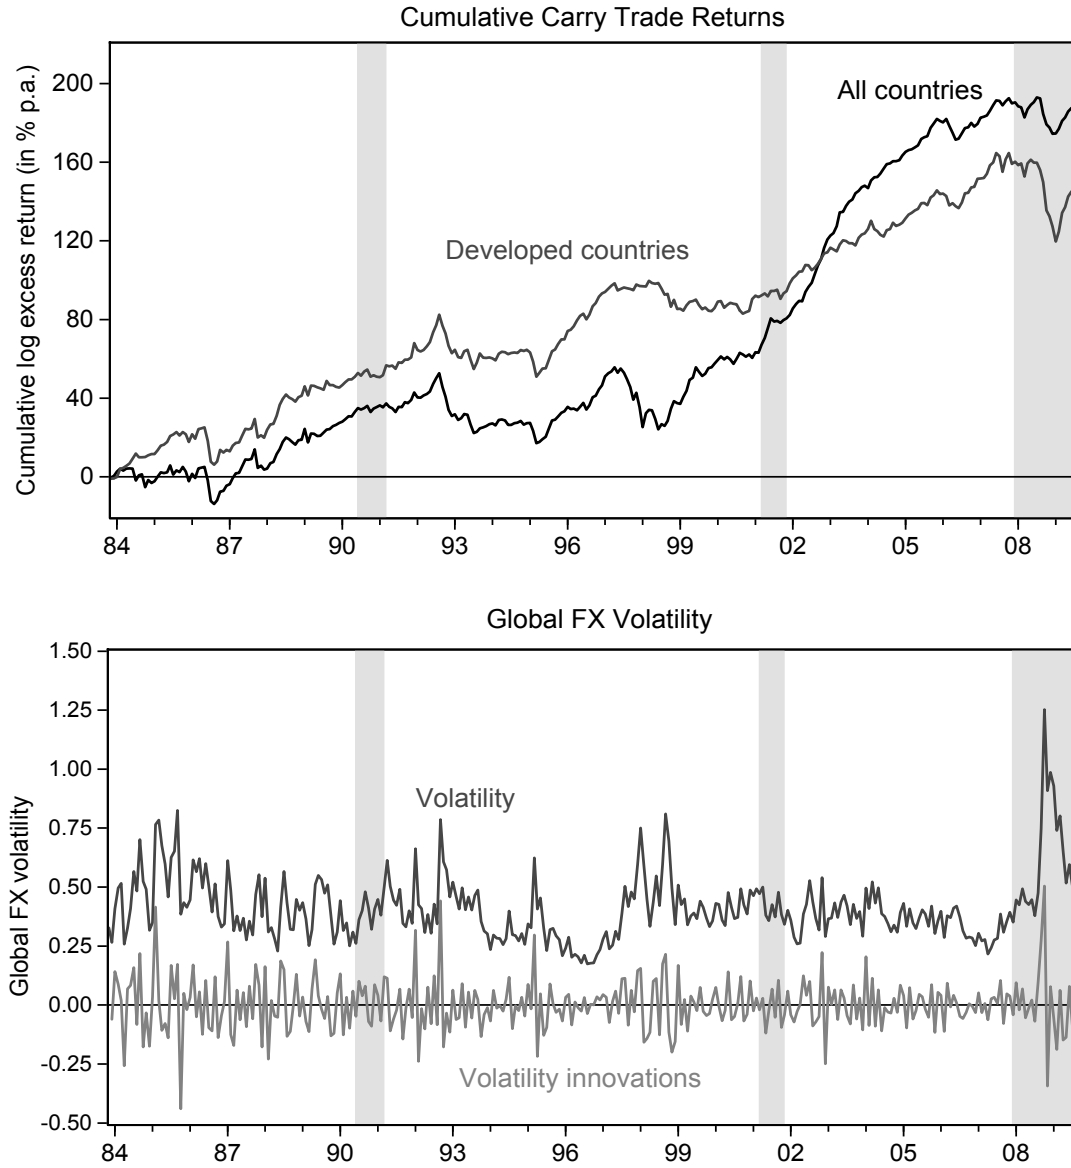 Cumulative Carry Trade Returns
Cumulative log excess return (in % p.a.)
200
160
120
80
40
0
All countries
Developed countries
84 87 90 93 96 99 02 05 08
Global FX Volatility
Global FX volatility
1.50
1.25
1.00
0.75
0.50
0.25
0.00
-0.25
-0.50
Volatility
Volatility innovations
84 87 90 93 96 99 02 05 08